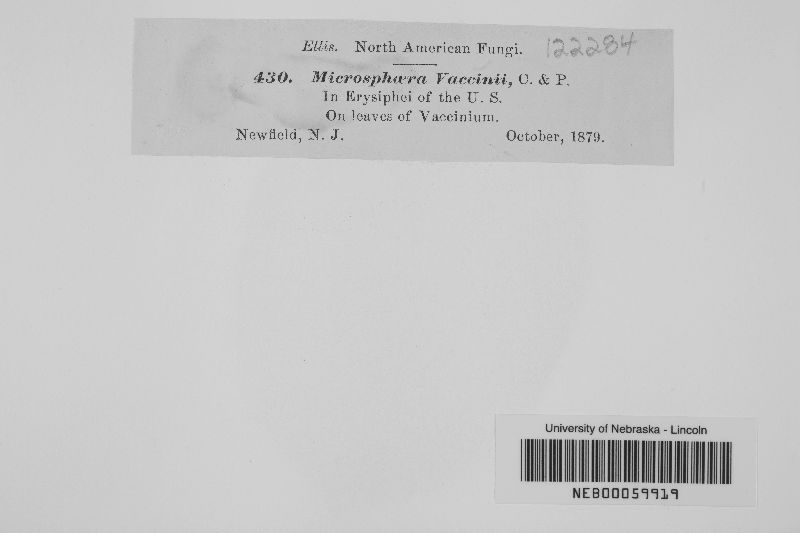 Ellis. North American Fungi. 122284
430. Microsphæra Vaccinii, C. & P.
In Erysiphei of the U. S.
On leaves of Vaccinium.
Newfield, N. J. October, 1879.
University of Nebraska - Lincoln
NEB00059919